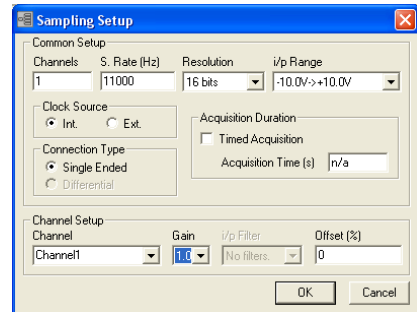 Sampling Setup
Common Setup
Channels S. Rate (Hz) Resolution i/p Range
1 11000 16 bits -10.0V->+10.0V
Clock Source
Int. Ext.
Acquisition Duration
Timed Acquisition
Acquisition Time (s) n/a
Connection Type
Single Ended
Differential
Channel Setup
Channel Gain i/p Filter Offset (%)
Channel1 1.0 No filters. 0
OK Cancel